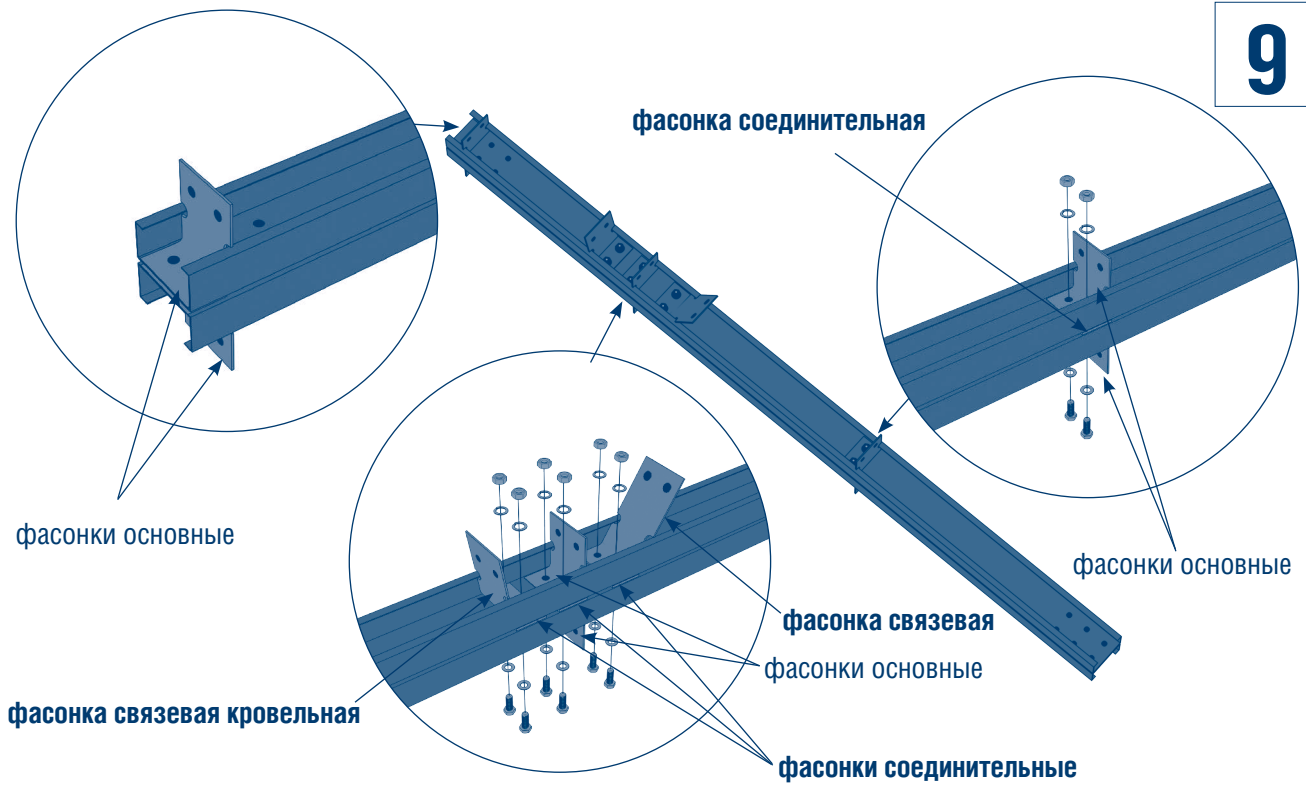 9
фасонка соединительная
фасонки основные
фасонки основные
фасонка связевая
фасонки основные
фасонка связевая кровельная
фасонки соединительные